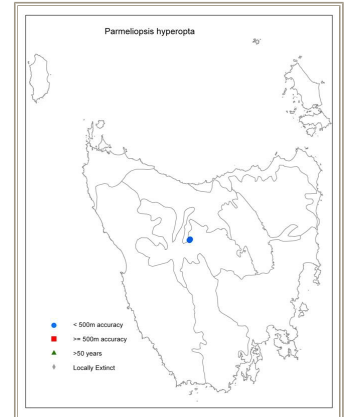 Parmeliopsis hyperopta
< 500m accuracy
>= 500m accuracy
>50 years
Locally Extinct